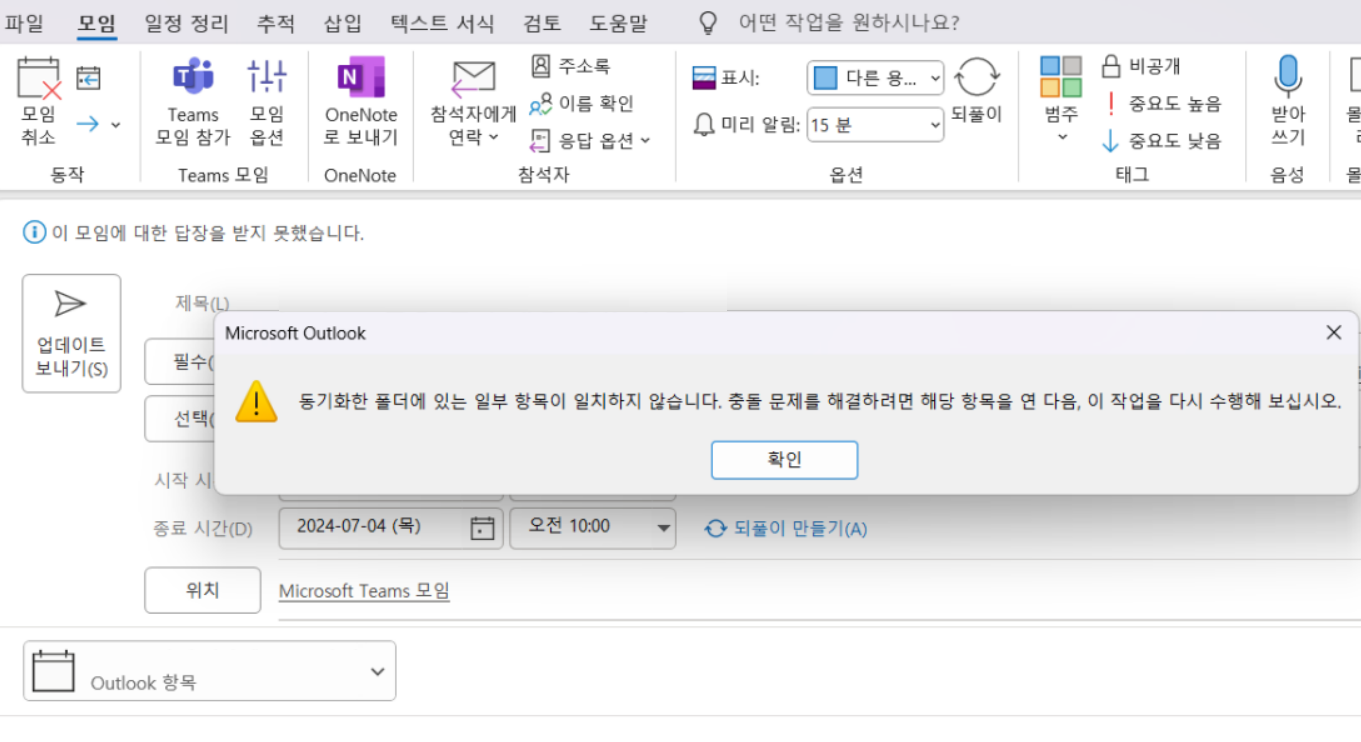 파일 모임 일정 정리 추적 삽입 텍스트 서식 검토 도움말 어떤 작업을 원하시나요?
모임 취소
Teams 모임 참가
모임 옵션
OneNote 로 보내기
참석자에게 연락
주소록
이름 확인
응답 옵션
표시: 다른 용...
미리 알림: 15 분
되풀이
범주
비공개
중요도 높음
중요도 낮음
받아 쓰기
동작 Teams 모임 OneNote 참석자 옵션 태그 음성
이 모임에 대한 답장을 받지 못했습니다.
업데이트
보내기(S)
제목(L)
Microsoft Outlook
필수(
동기화한 폴더에 있는 일부 항목이 일치하지 않습니다. 충돌 문제를 해결하려면 해당 항목을 연 다음, 이 작업을 다시 수행해 보십시오.
선택(
확인
시작 시
종료 시간(D) 2024-07-04 (목) 오전 10:00 되풀이 만들기(A)
위치 Microsoft Teams 모임
Outlook 항목